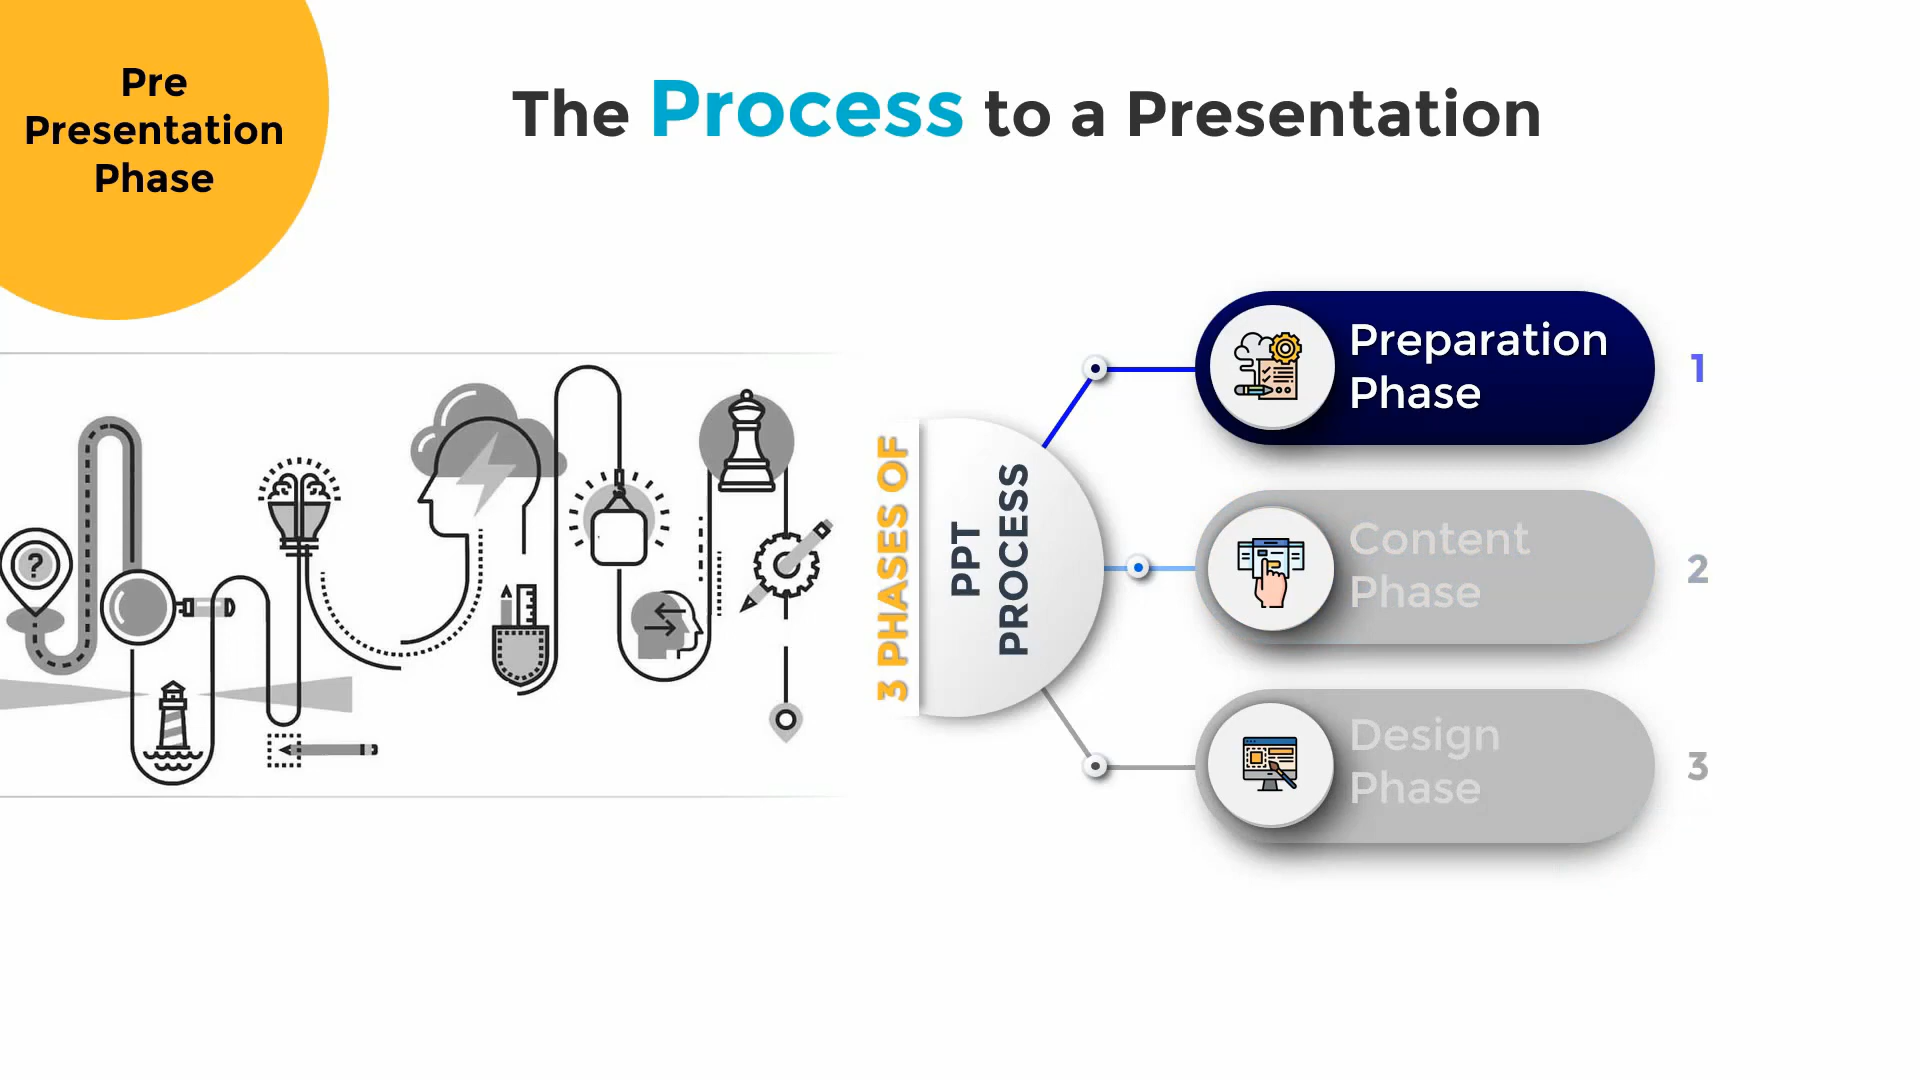 Pre
Presentation
Phase
The Process to a Presentation
?
3 PHASES OF
PPT
PROCESS
Preparation
Phase
1
Content
Phase
2
Design
Phase
3